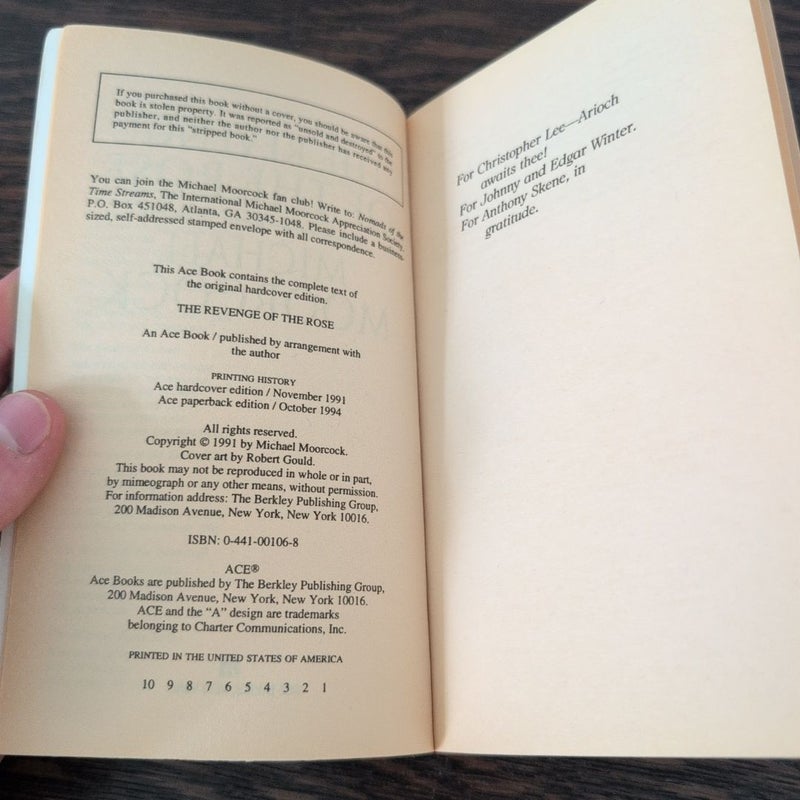 If you purchased this book without a cover, you should be aware that this
book is stolen property. It was reported as "unsold and destroyed" to the
publisher, and neither the author nor the publisher has received any
payment for this "stripped book."
You can join the Michael Moorcock fan club! Write to: Nomads of the
Time Streams, The International Michael Moorcock Appreciation Society,
P.O. Box 451048, Atlanta, GA 30345-1048. Please include a business-
sized, self-addressed stamped envelope with all correspondence.
This Ace Book contains the complete text of
the original hardcover edition.
THE REVENGE OF THE ROSE
An Ace Book / published by arrangement with
the author
PRINTING HISTORY
Ace hardcover edition / November 1991
Ace paperback edition / October 1994
All rights reserved.
Copyright © 1991 by Michael Moorcock.
Cover art by Robert Gould.
This book may not be reproduced in whole or in part,
by mimeograph or any other means, without permission.
For information address: The Berkley Publishing Group,
200 Madison Avenue, New York, New York 10016.
ISBN: 0-441-00106-8
ACE®
Ace Books are published by The Berkley Publishing Group,
200 Madison Avenue, New York, New York 10016.
ACE and the "A" design are trademarks
belonging to Charter Communications, Inc.
PRINTED IN THE UNITED STATES OF AMERICA
10 9 8 7 6 5 4 3 2 1
For Christopher Lee—Arioch
awaits thee!
For Johnny and Edgar Winter.
For Anthony Skene, in
gratitude.